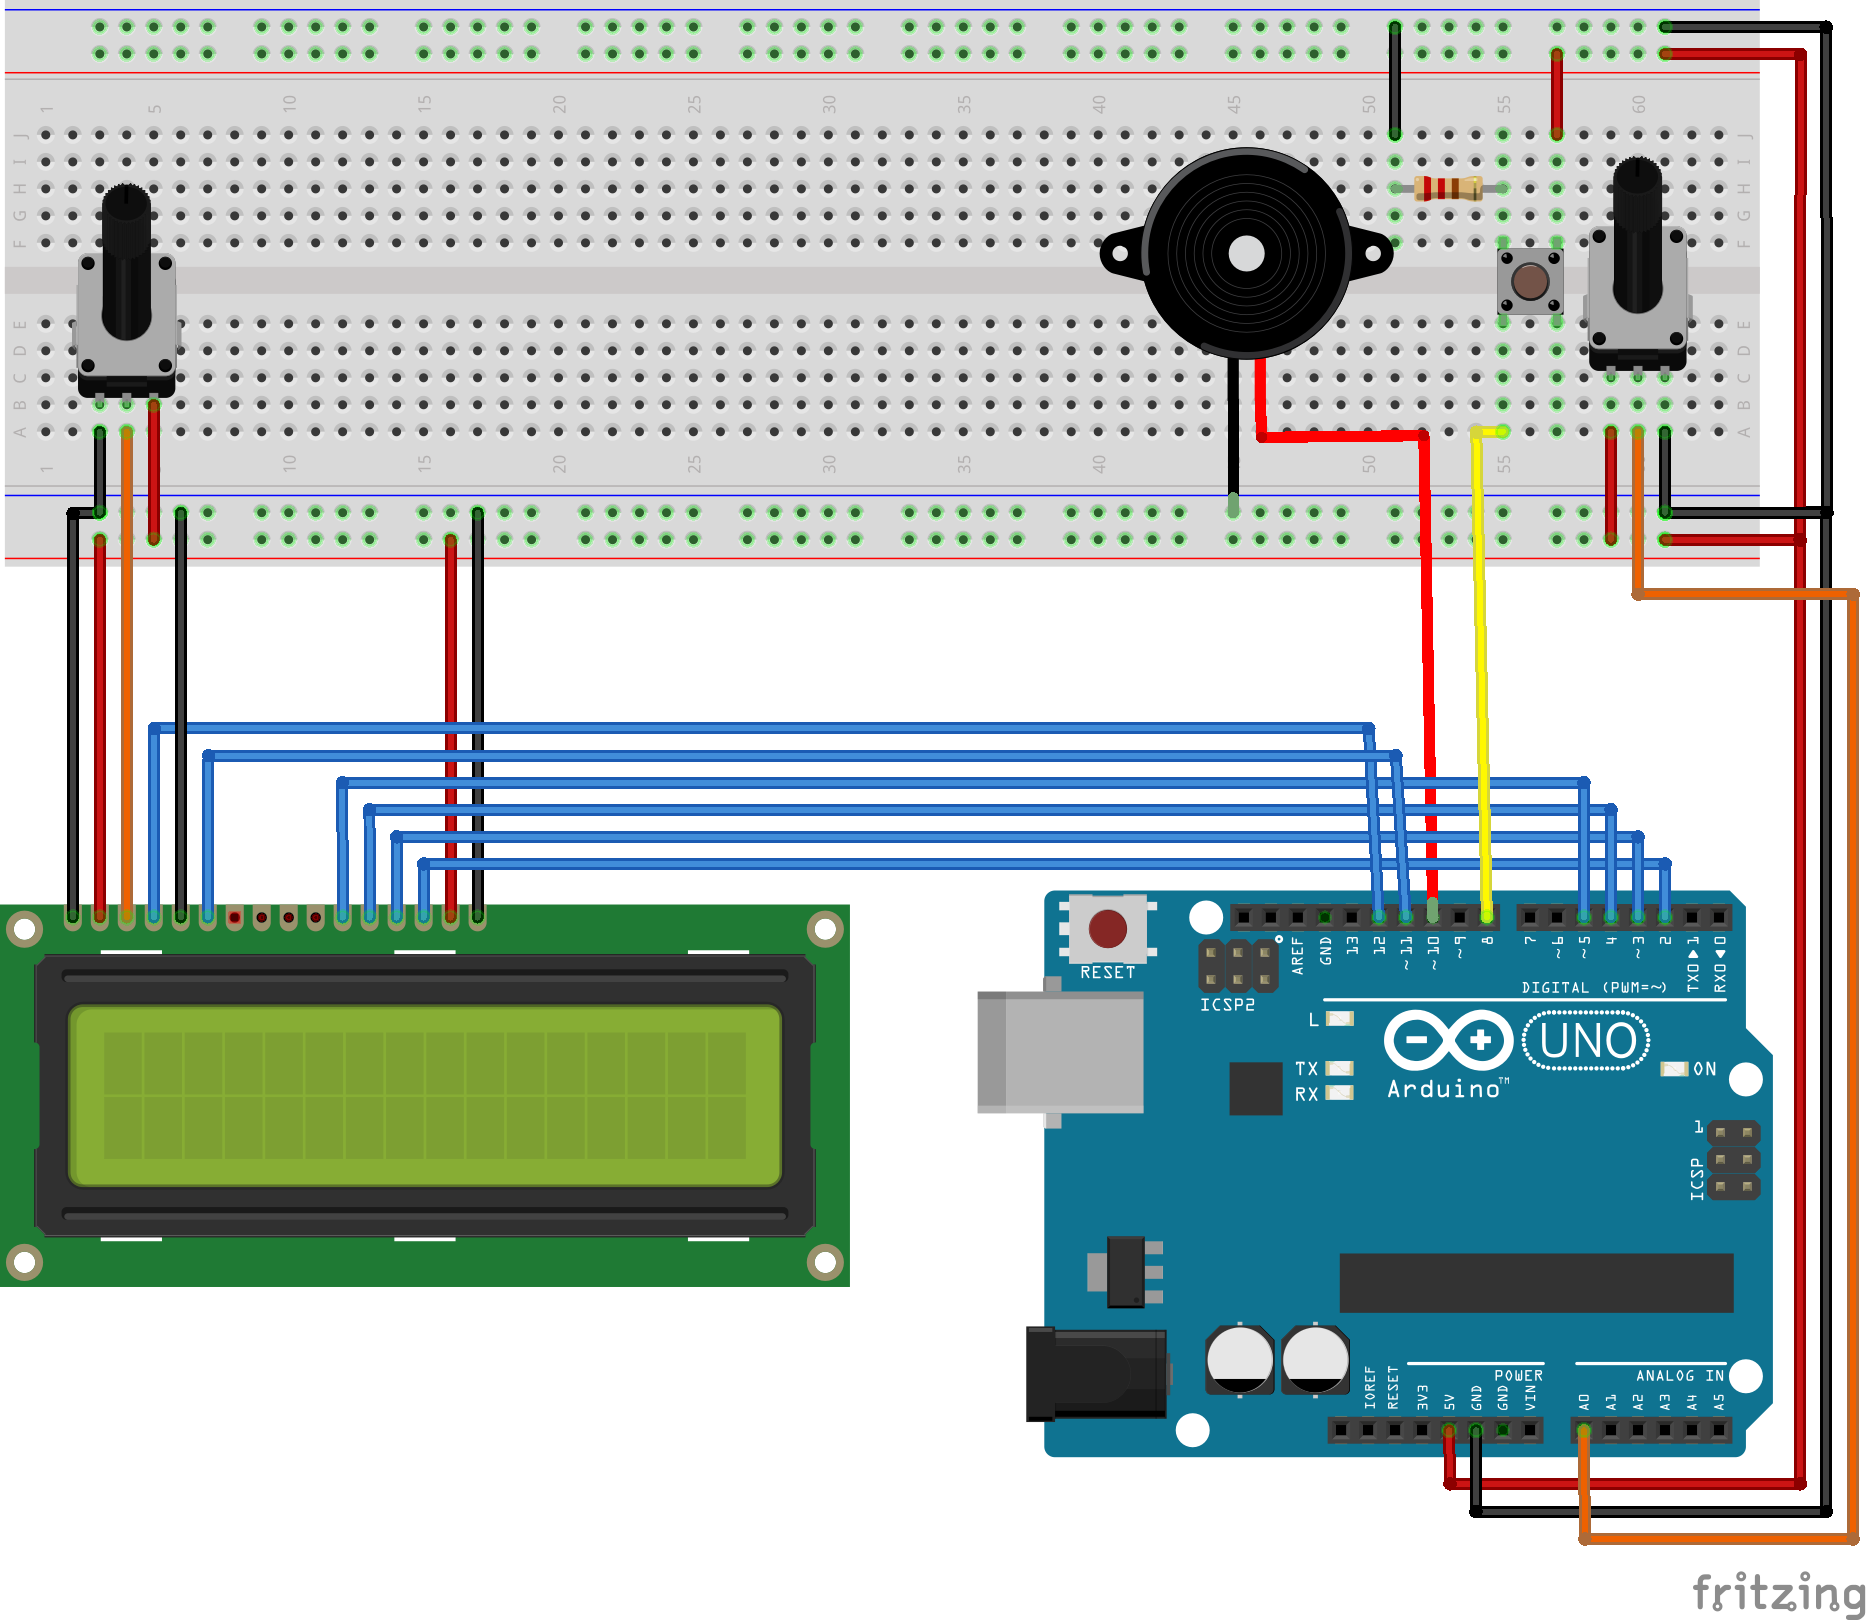 1 5 10 15 20 25 30 35 40 45 50 55 60
J J
I I
H H
G G
F F
E E
D D
C C
B B
A A
1 10 15 20 25 30 35 40 50 55
RESET
AREF GND 13 12 ~11 ~10 ~9 8 7 ~6 ~5 4 ~3 2 TX0▶1 RX0◀0
ICSP2
DIGITAL (PWM=~)
L
UNO
TX
RX
ON
Arduino™
1
ICSP
POWER
ANALOG IN
IOREF RESET 3V3 5V GND GND VIN A0 A1 A2 A3 A4 A5
fritzing